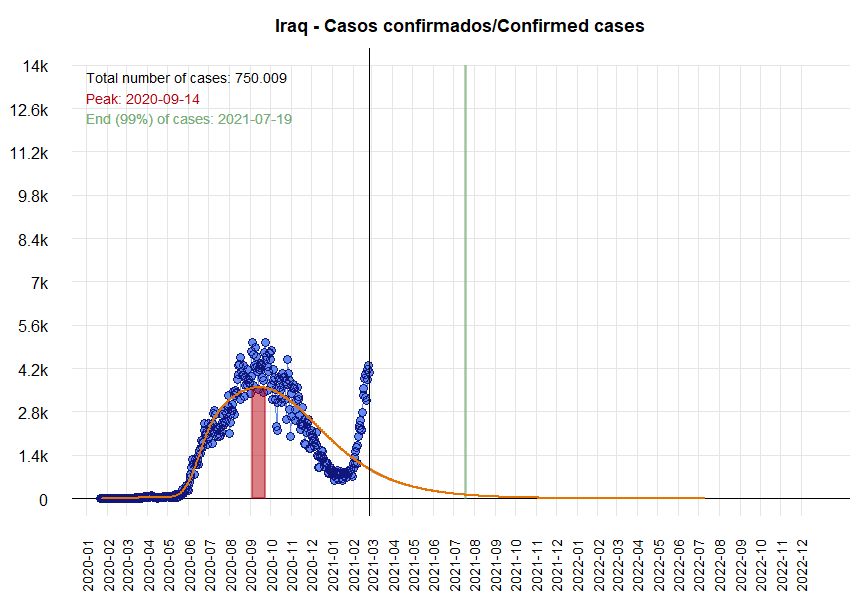 Iraq - Casos confirmados/Confirmed cases
Total number of cases: 750.009
Peak: 2020-09-14
End (99%) of cases: 2021-07-19
14k
12.6k
11.2k
9.8k
8.4k
7k
5.6k
4.2k
2.8k
1.4k
0
2020-01
2020-02
2020-03
2020-04
2020-05
2020-06
2020-07
2020-08
2020-09
2020-10
2020-11
2020-12
2021-01
2021-02
2021-03
2021-04
2021-05
2021-06
2021-07
2021-08
2021-09
2021-10
2021-11
2021-12
2022-01
2022-02
2022-03
2022-04
2022-05
2022-06
2022-07
2022-08
2022-09
2022-10
2022-11
2022-12